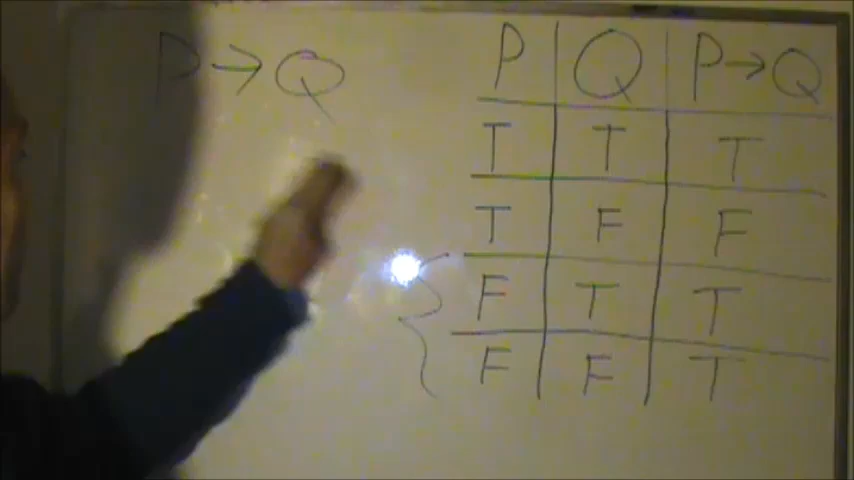 P → Q
P Q P → Q
T T T
T F F
F T T
F F T